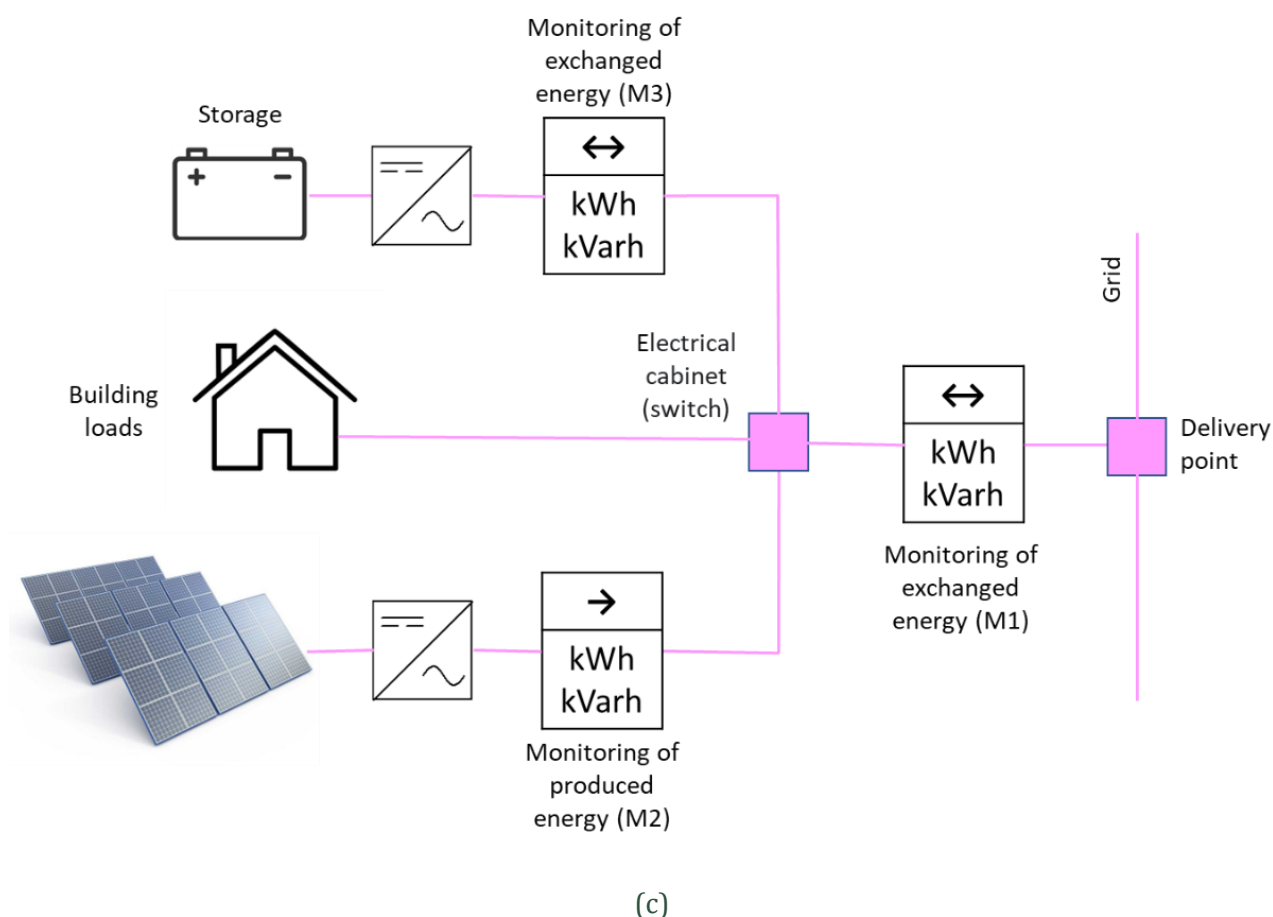 Monitoring of
exchanged
energy (M3)
Storage
+ −
↔
kWh
kVarh
Grid
Electrical
cabinet
(switch)
Building
loads
↔
kWh
kVarh
Delivery
point
Monitoring of
exchanged
energy (M1)
→
kWh
kVarh
Monitoring of
produced
energy (M2)
(c)